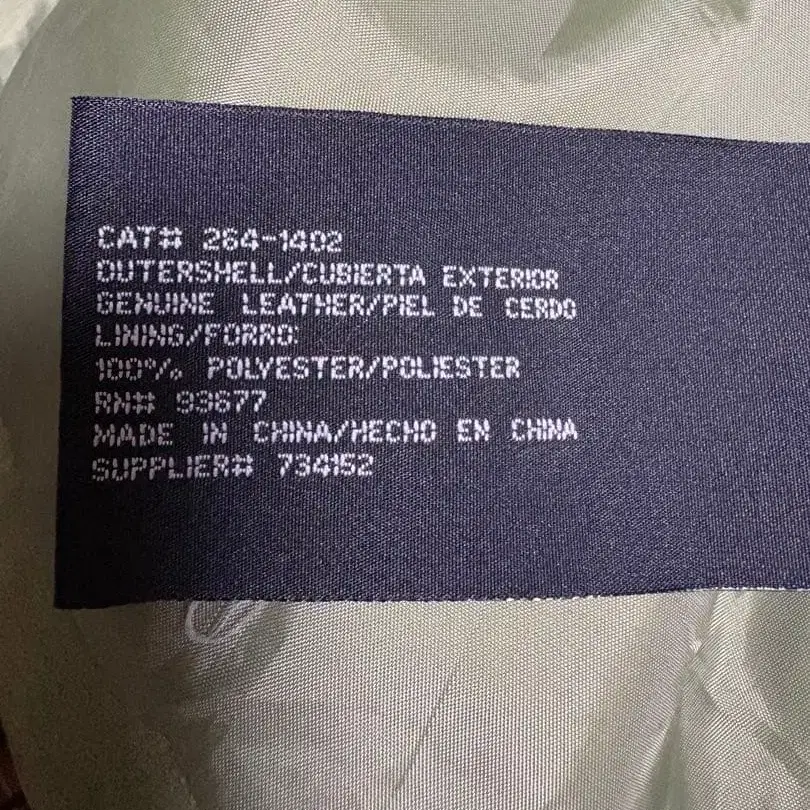 CAT# 264-1402
OUTERSHELL/CUBIERTA EXTERIOR
GENUINE LEATHER/PIEL DE CERDO
LINING/FORRO:
100% POLYESTER/POLIESTER
RN# 93677
MADE IN CHINA/HECHO EN CHINA
SUPPLIER# 734152